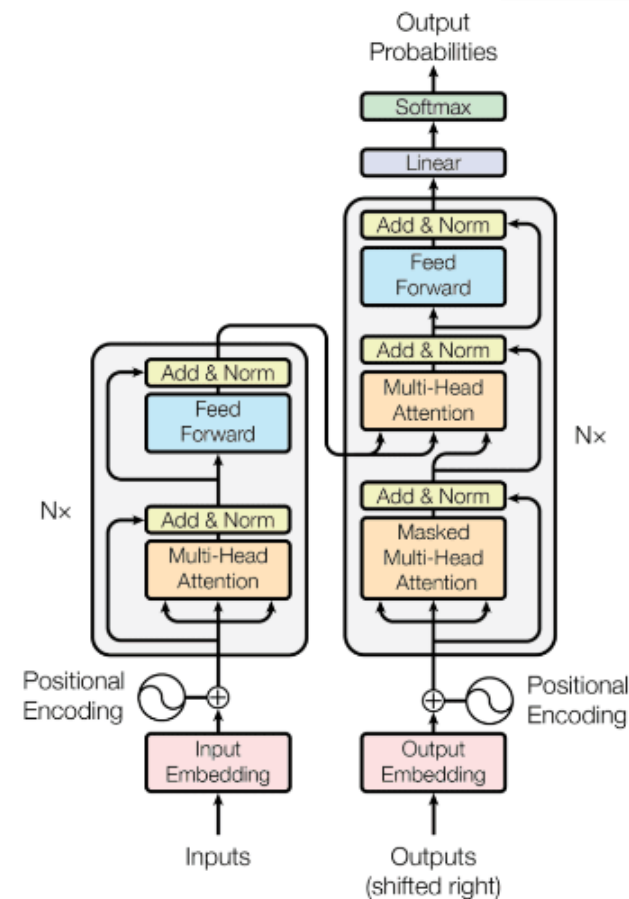 Output
Probabilities
Softmax
Linear
Add & Norm
Feed
Forward
Add & Norm
Multi-Head
Attention
Add & Norm
Masked
Multi-Head
Attention
N×
Add & Norm
Feed
Forward
Add & Norm
Multi-Head
Attention
N×
Positional
Encoding
Positional
Encoding
Input
Embedding
Output
Embedding
Inputs
Outputs
(shifted right)